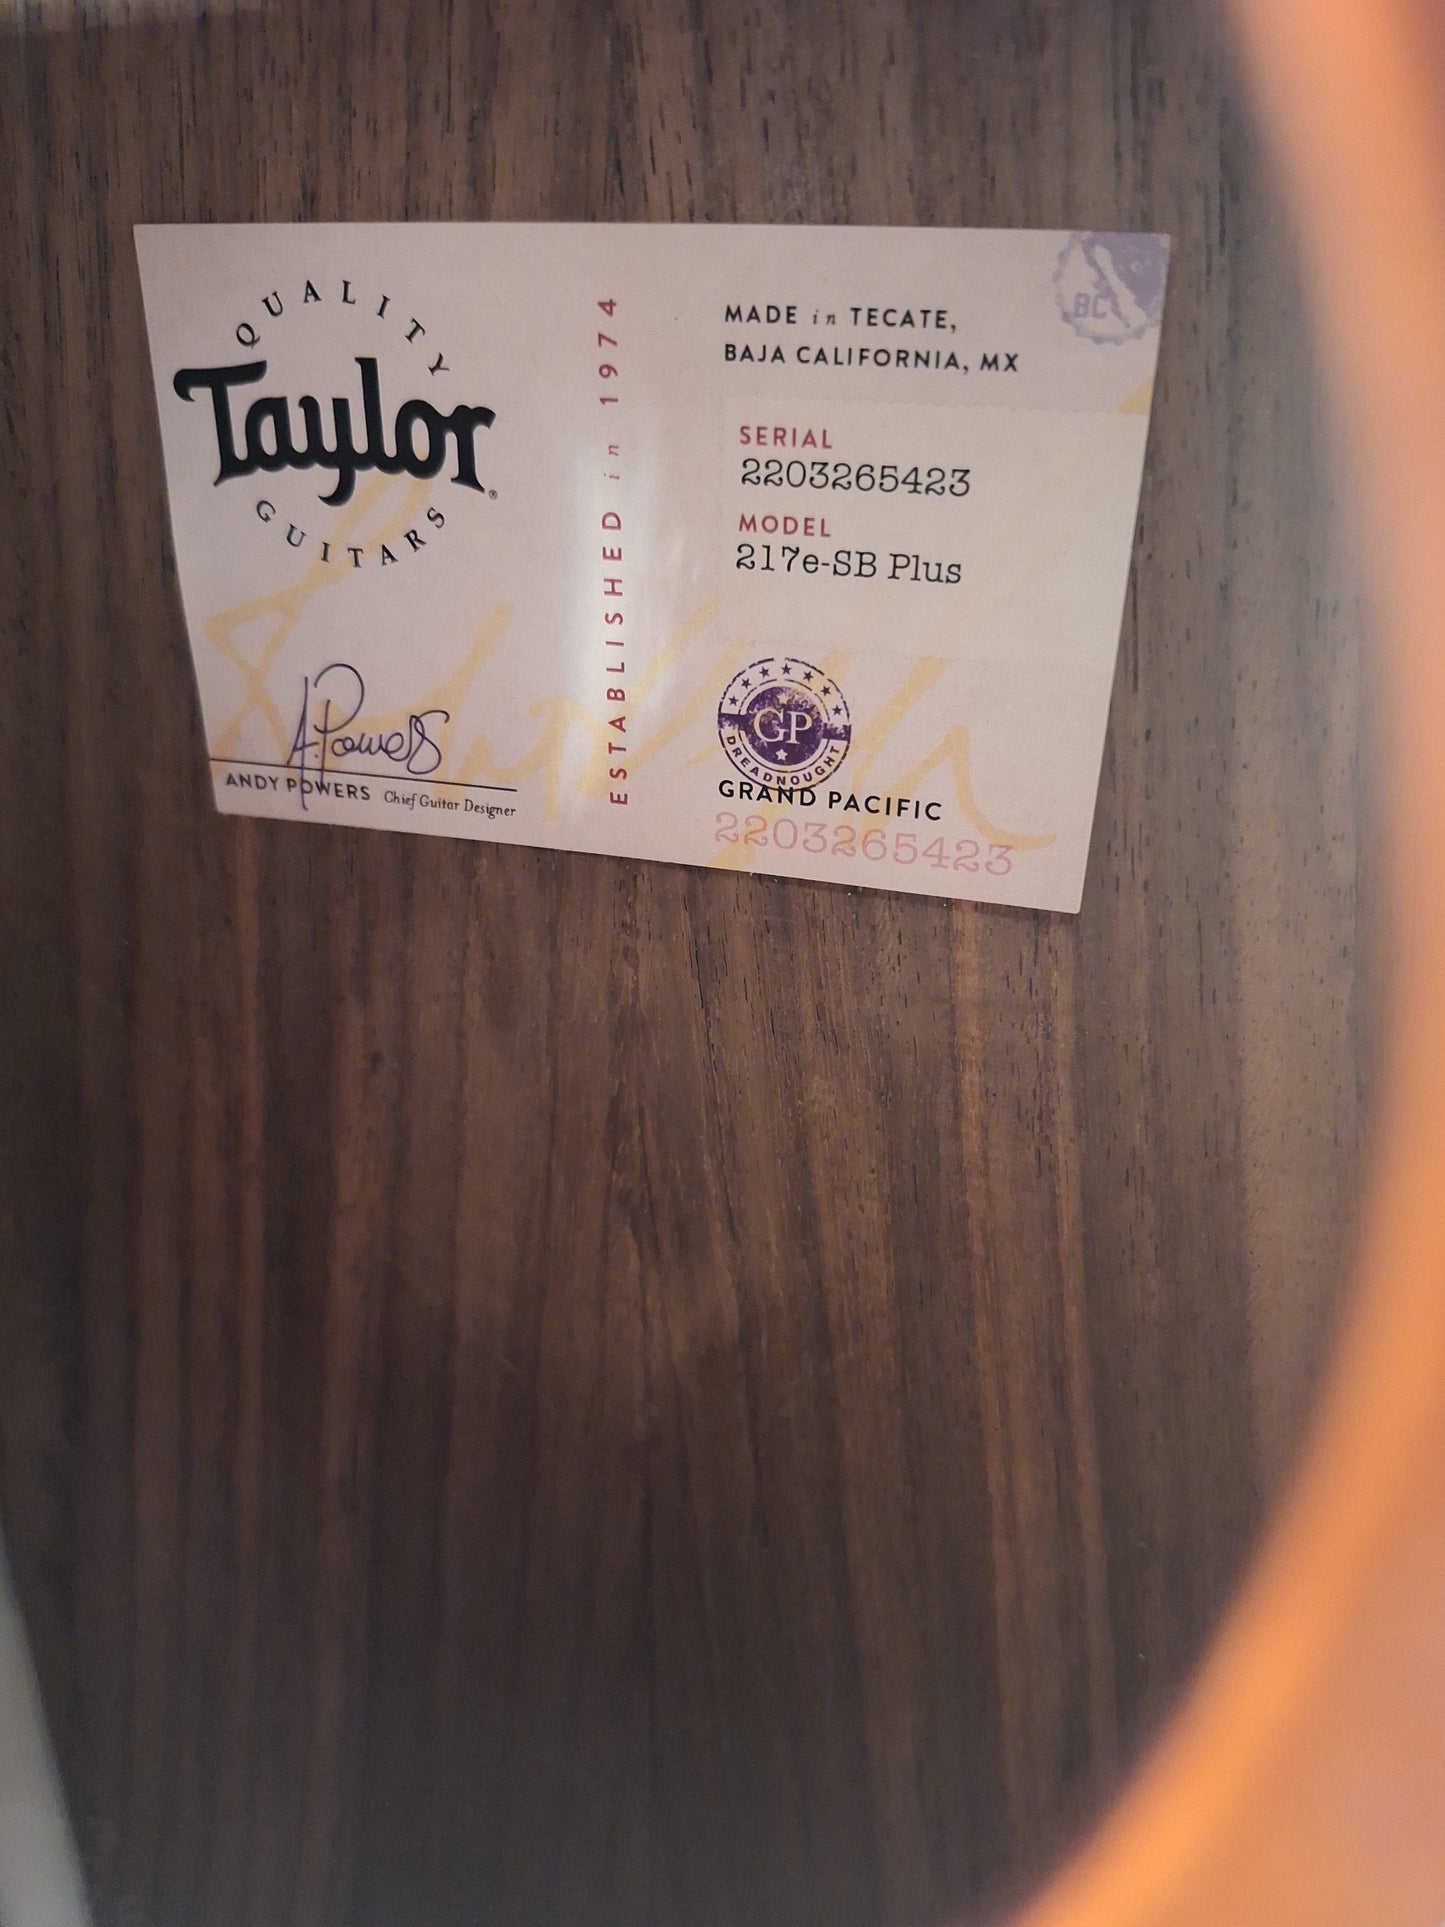 QUALITY
Taylor®
GUITARS
A.Powers
ANDY POWERS Chief Guitar Designer
ESTABLISHED in 1974
BC
MADE in TECATE,
BAJA CALIFORNIA, MX
SERIAL
2203265423
MODEL
217e-SB Plus
GP
DREADNOUGHT
GRAND PACIFIC
2203265423